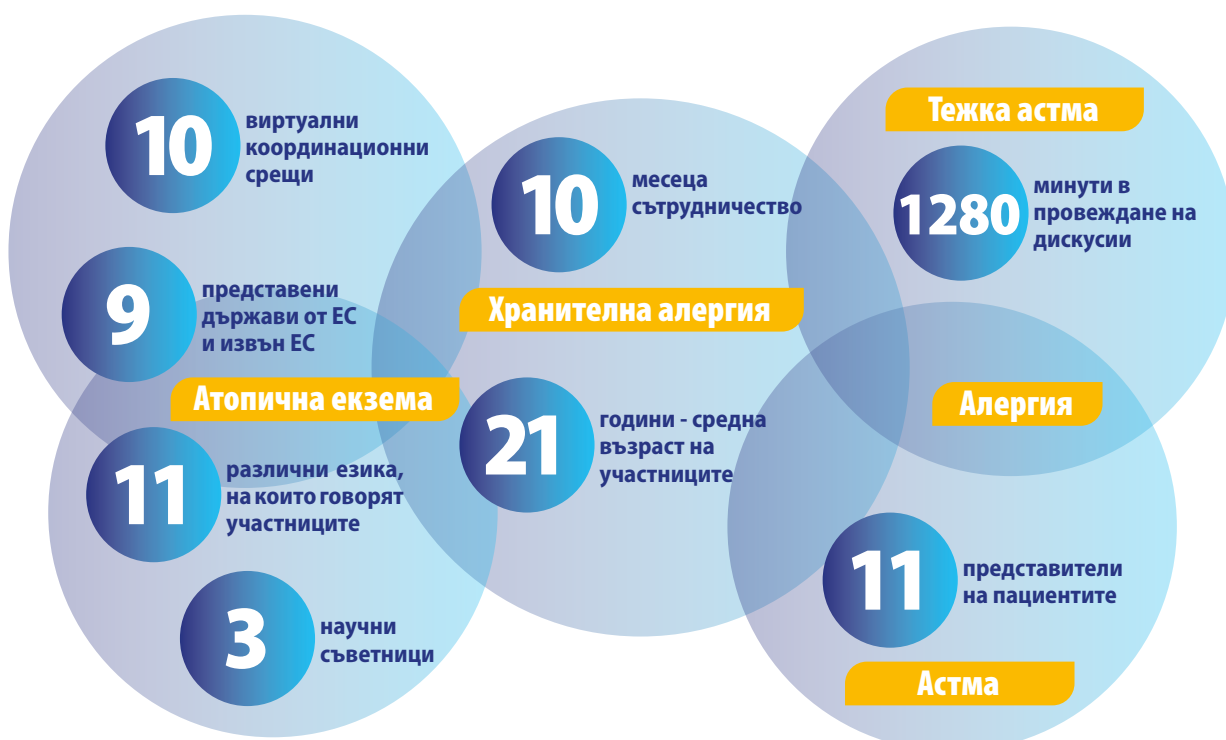 10
виртуални
координационни
срещи
9
представени
държави от ЕС
и извън ЕС
Атопична екзема
11
различни езика,
на които говорят
участниците
3
научни
съветници
10
месеца
сътрудничество
Хранителна алергия
21
години - средна
възраст на
участниците
Тежка астма
1280
минути в
провеждане на
дискусии
Алергия
11
представители
на пациентите
Астма